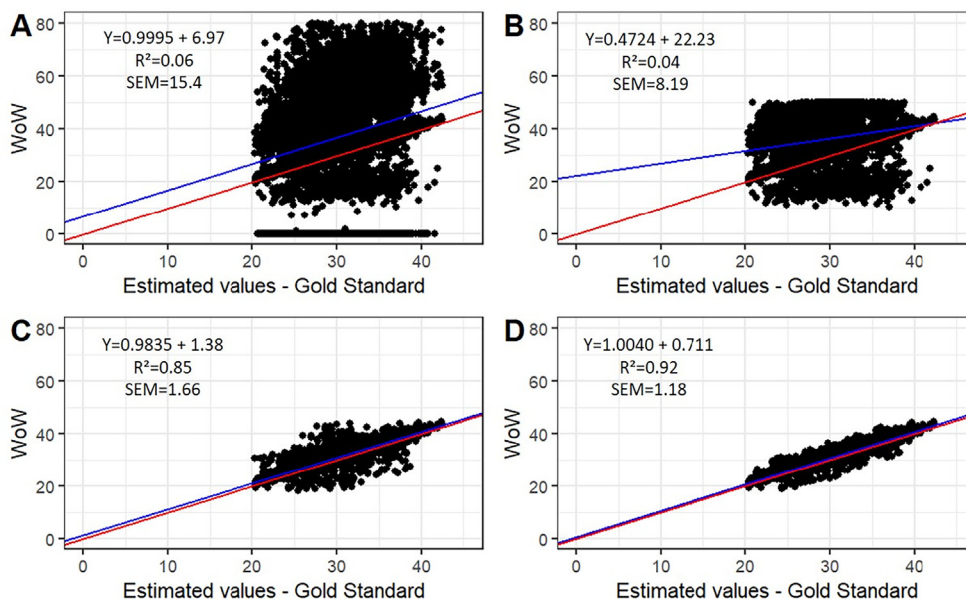 A
Y=0.9995 + 6.97
R²=0.06
SEM=15.4
80
60
40
20
0
WoW
0 10 20 30 40
Estimated values - Gold Standard
B
Y=0.4724 + 22.23
R²=0.04
SEM=8.19
80
60
40
20
0
WoW
0 10 20 30 40
Estimated values - Gold Standard
C
Y=0.9835 + 1.38
R²=0.85
SEM=1.66
80
60
40
20
0
WoW
0 10 20 30 40
Estimated values - Gold Standard
D
Y=1.0040 + 0.711
R²=0.92
SEM=1.18
80
60
40
20
0
WoW
0 10 20 30 40
Estimated values - Gold Standard